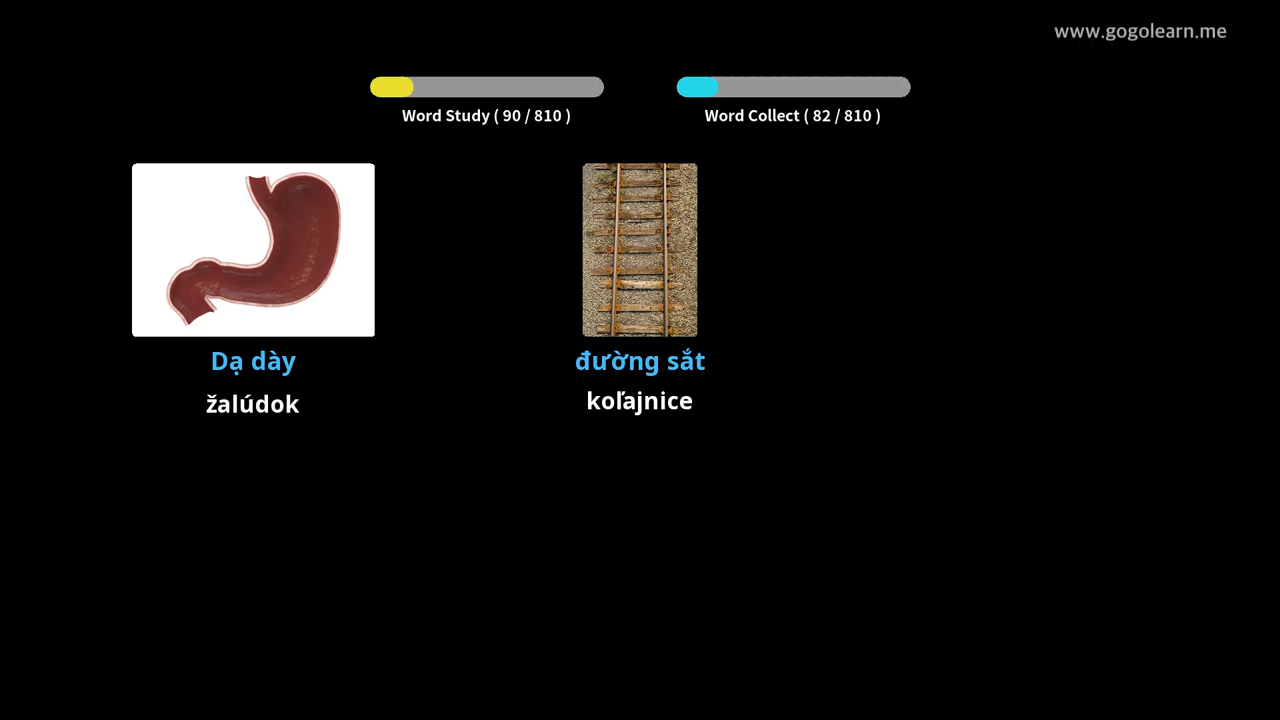 www.gogolearn.me
Word Study ( 90 / 810 )
Word Collect ( 82 / 810 )
Dạ dày
žalúdok
đường sắt
koľajnice